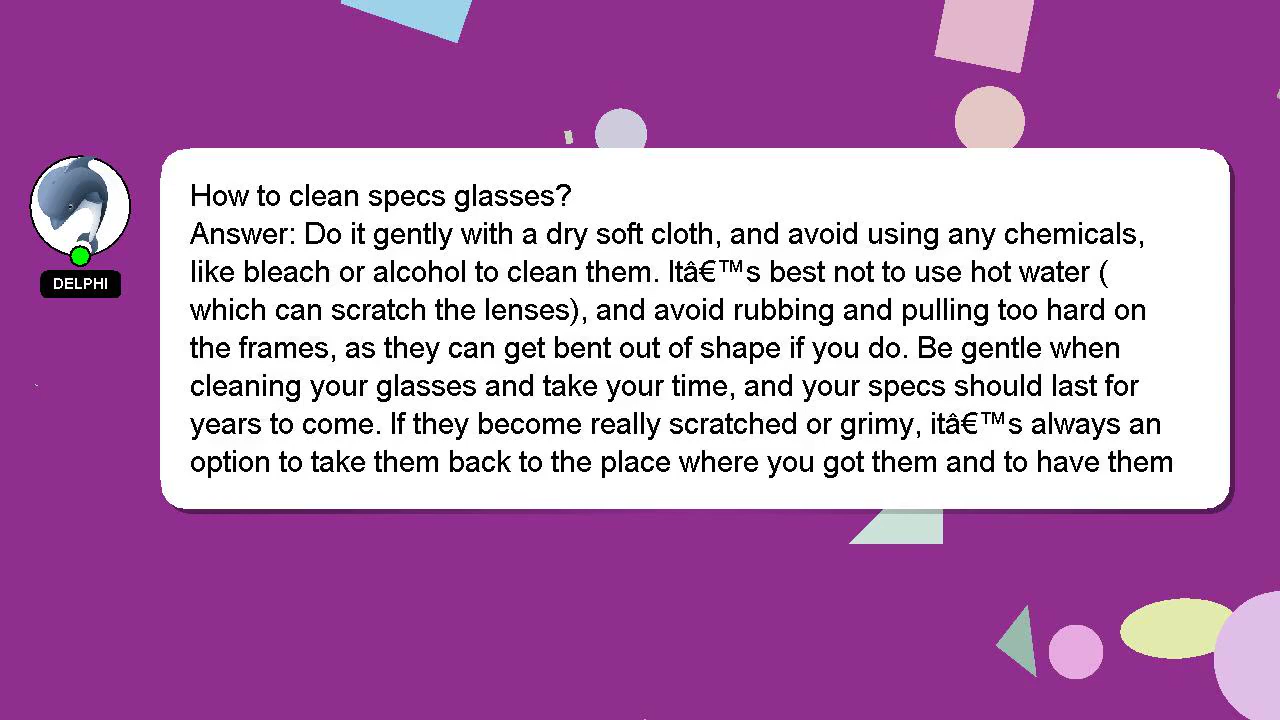 DELPHI
How to clean specs glasses?
Answer: Do it gently with a dry soft cloth, and avoid using any chemicals,
like bleach or alcohol to clean them. Itâ€™s best not to use hot water (
which can scratch the lenses), and avoid rubbing and pulling too hard on
the frames, as they can get bent out of shape if you do. Be gentle when
cleaning your glasses and take your time, and your specs should last for
years to come. If they become really scratched or grimy, itâ€™s always an
option to take them back to the place where you got them and to have them